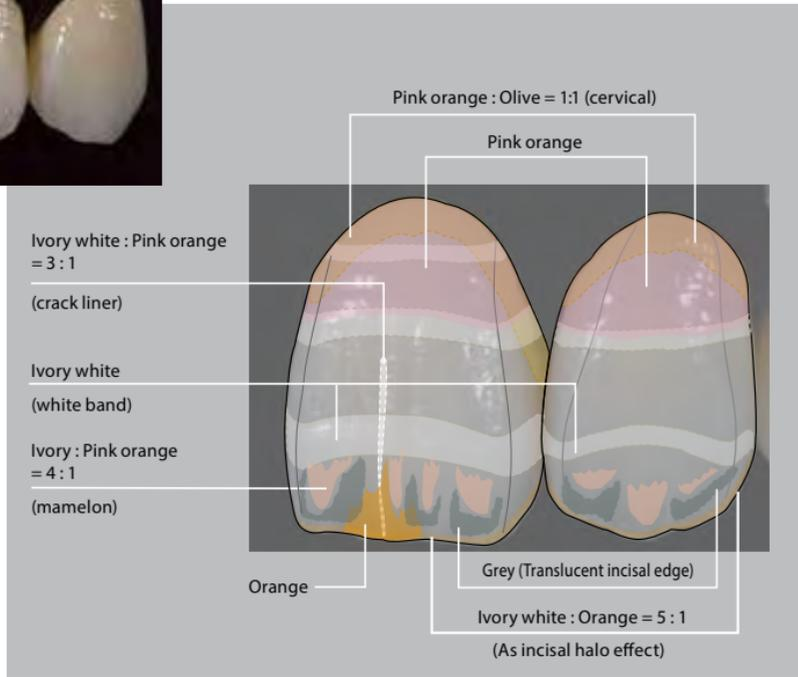 Pink orange : Olive = 1:1 (cervical)
Pink orange
Ivory white : Pink orange
= 3 : 1
(crack liner)
Ivory white
(white band)
Ivory : Pink orange
= 4 : 1
(mamelon)
Orange
Grey (Translucent incisal edge)
Ivory white : Orange = 5 : 1
(As incisal halo effect)